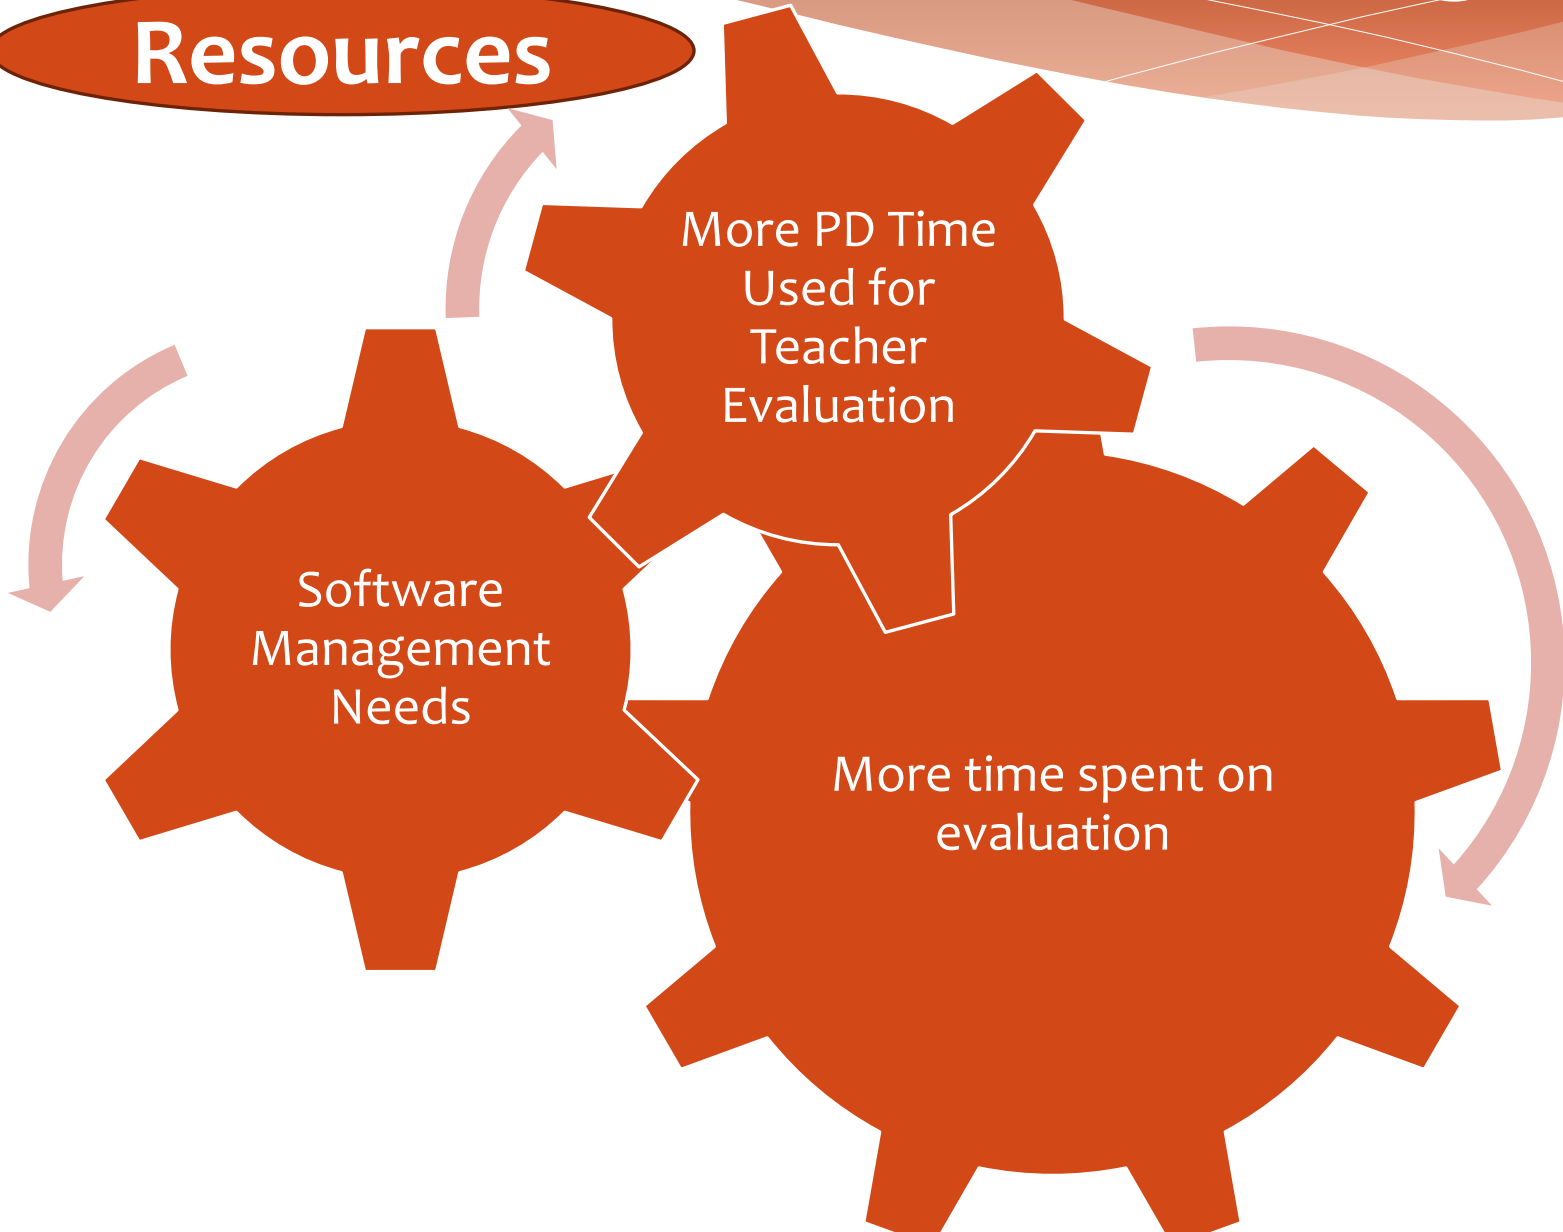 Resources
More PD Time
Used for
Teacher
Evaluation
Software
Management
Needs
More time spent on
evaluation